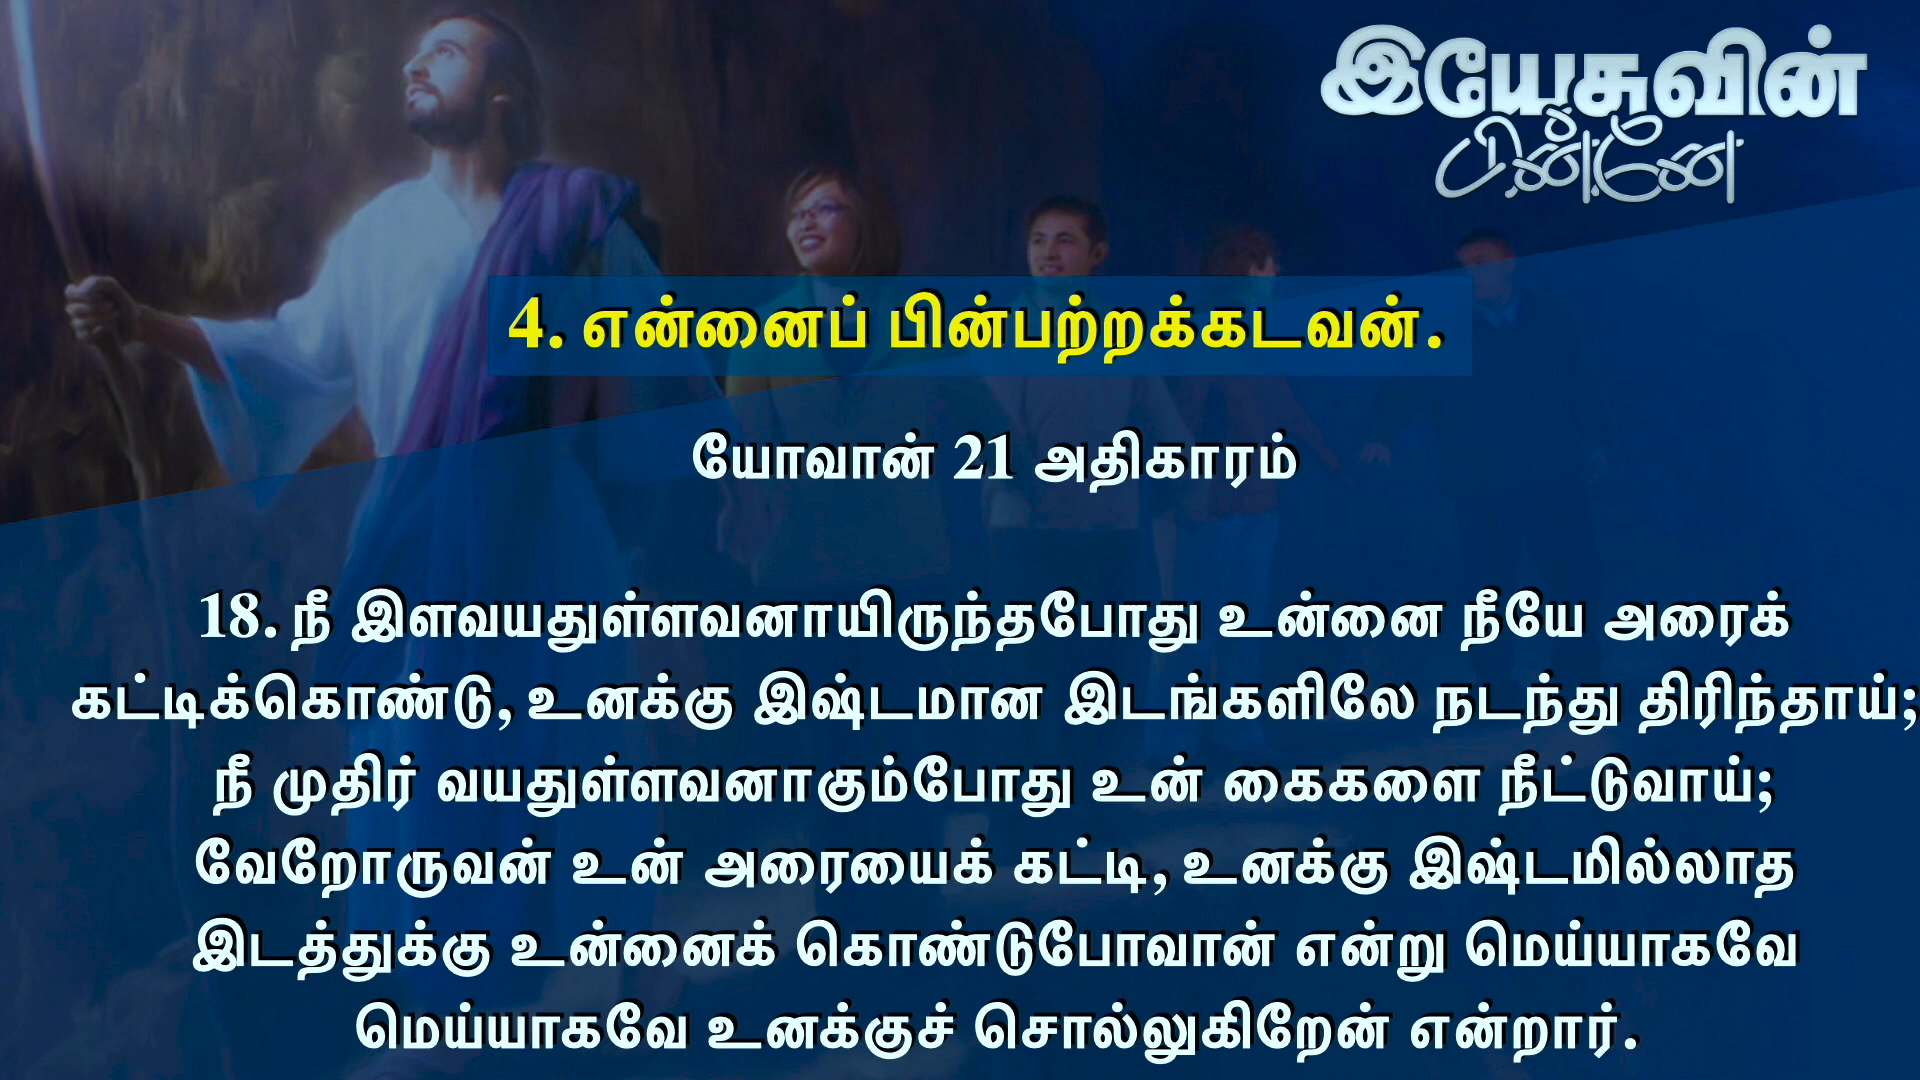 இயேசுவின்
பின்னே
4. என்னைப் பின்பற்றக்கடவன்.
யோவான் 21 அதிகாரம்
18. நீ இளவயதுள்ளவனாயிருந்தபோது உன்னை நீயே அரைக்
கட்டிக்கொண்டு, உனக்கு இஷ்டமான இடங்களிலே நடந்து திரிந்தாய்;
நீ முதிர் வயதுள்ளவனாகும்போது உன் கைகளை நீட்டுவாய்;
வேறோருவன் உன் அரையைக் கட்டி, உனக்கு இஷ்டமில்லாத
இடத்துக்கு உன்னைக் கொண்டுபோவான் என்று மெய்யாகவே
மெய்யாகவே உனக்குச் சொல்லுகிறேன் என்றார்.